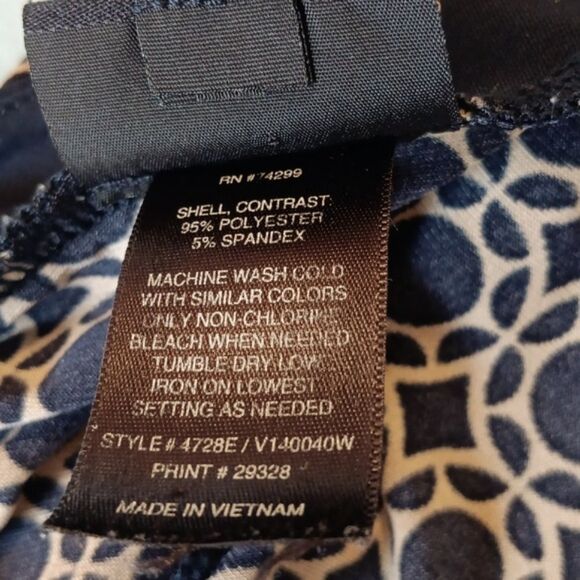 RN # 74299
SHELL, CONTRAST:
95% POLYESTER
5% SPANDEX
MACHINE WASH COLD
WITH SIMILAR COLORS
ONLY NON-CHLORINE
BLEACH WHEN NEEDED
TUMBLE DRY LOW
IRON ON LOWEST
SETTING AS NEEDED
STYLE # 4728E / V140040W
PRINT # 29328
MADE IN VIETNAM